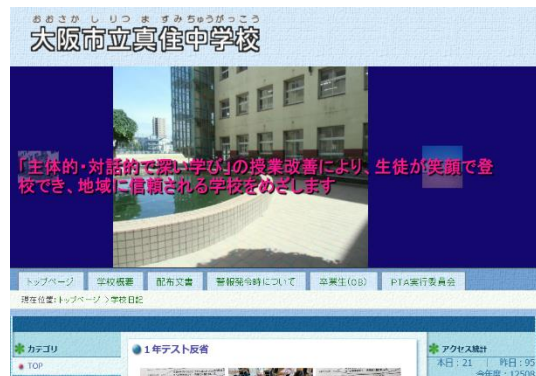 おおさか しりつ ますみちゅうがっこう
大阪市立真住中学校
「主体的・対話的で深い学び」の授業改善により、生徒が笑顔で登
校でき、地域に信頼される学校をめざします
トップページ 学校概要 配布文書 警報発令時について 卒業生(OB) PTA実行委員会
現在位置:トップページ 〉学校日記
カテゴリ
TOP
1年テスト反省
アクセス統計
本日:21 | 昨日:95
今年度:12508